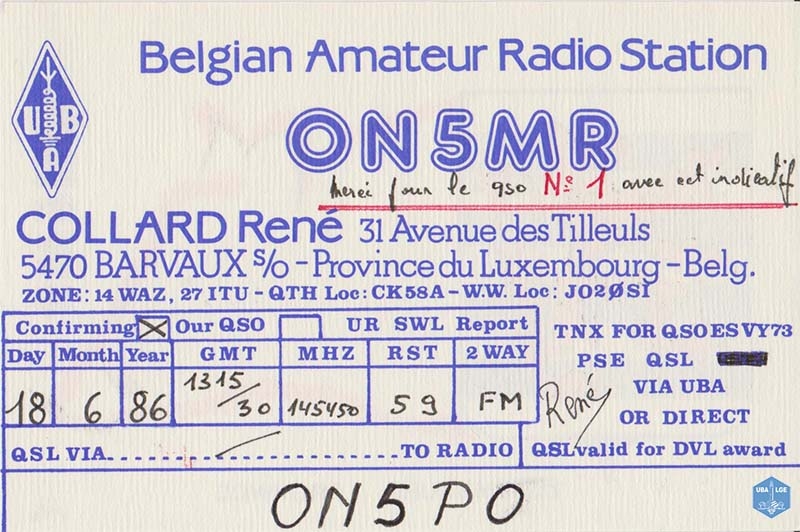 Belgian Amateur Radio Station
UBA
ON5MR
Merci pour le qso Nº 1 avec cet indicatif
COLLARD René 31 Avenue des Tilleuls
5470 BARVAUX s/o - Province du Luxembourg - Belg.
ZONE: 14 WAZ, 27 ITU - QTH Loc: CK58A - W.W. Loc: JO2ØSI
Confirming Our QSO UR SWL Report
Day Month Year GMT MHZ RST 2 WAY
18 6 86 1315/30 145450 59 FM
TNX FOR QSO ES VY73
PSE QSL
VIA UBA
René
OR DIRECT
QSL VIA TO RADIO
QSL valid for DVL award
ON5PO
UBA LGE